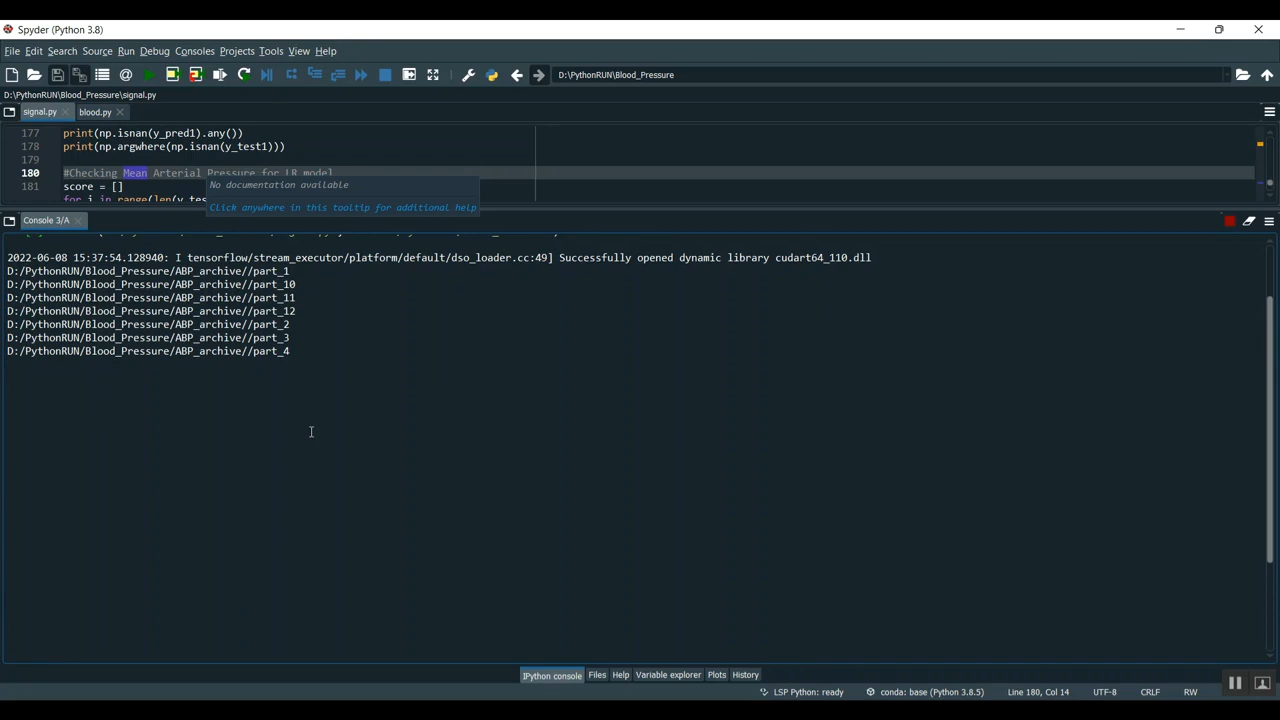 Spyder (Python 3.8)
File Edit Search Source Run Debug Consoles Projects Tools View Help
D:\PythonRUN\Blood_Pressure
D:\PythonRUN\Blood_Pressure\signal.py
signal.py blood.py
177 print(np.isnan(y_pred1).any())
178 print(np.argwhere(np.isnan(y_test1)))
179
180 #Checking Mean Arterial Pressure for LR model
No documentation available
181 score = []
for i in range(len(y_tes
Click anywhere in this tooltip for additional help
Console 3/A
2022-06-08 15:37:54.128940: I tensorflow/stream_executor/platform/default/dso_loader.cc:49] Successfully opened dynamic library cudart64_110.dll
D:/PythonRUN/Blood_Pressure/ABP_archive//part_1
D:/PythonRUN/Blood_Pressure/ABP_archive//part_10
D:/PythonRUN/Blood_Pressure/ABP_archive//part_11
D:/PythonRUN/Blood_Pressure/ABP_archive//part_12
D:/PythonRUN/Blood_Pressure/ABP_archive//part_2
D:/PythonRUN/Blood_Pressure/ABP_archive//part_3
D:/PythonRUN/Blood_Pressure/ABP_archive//part_4
IPython console Files Help Variable explorer Plots History
LSP Python: ready conda: base (Python 3.8.5) Line 180, Col 14 UTF-8 CRLF RW